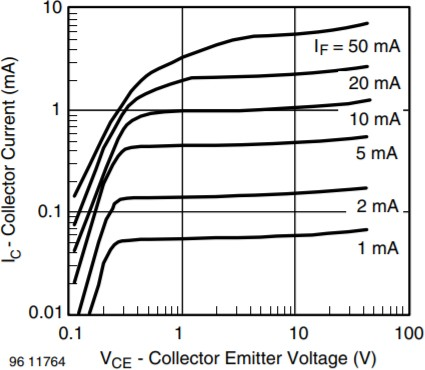 10
I_F = 50 mA
20 mA
10 mA
1
5 mA
2 mA
0.1
1 mA
0.01
0.1
1
10
100
I_C - Collector Current (mA)
V_CE - Collector Emitter Voltage (V)
96 11764